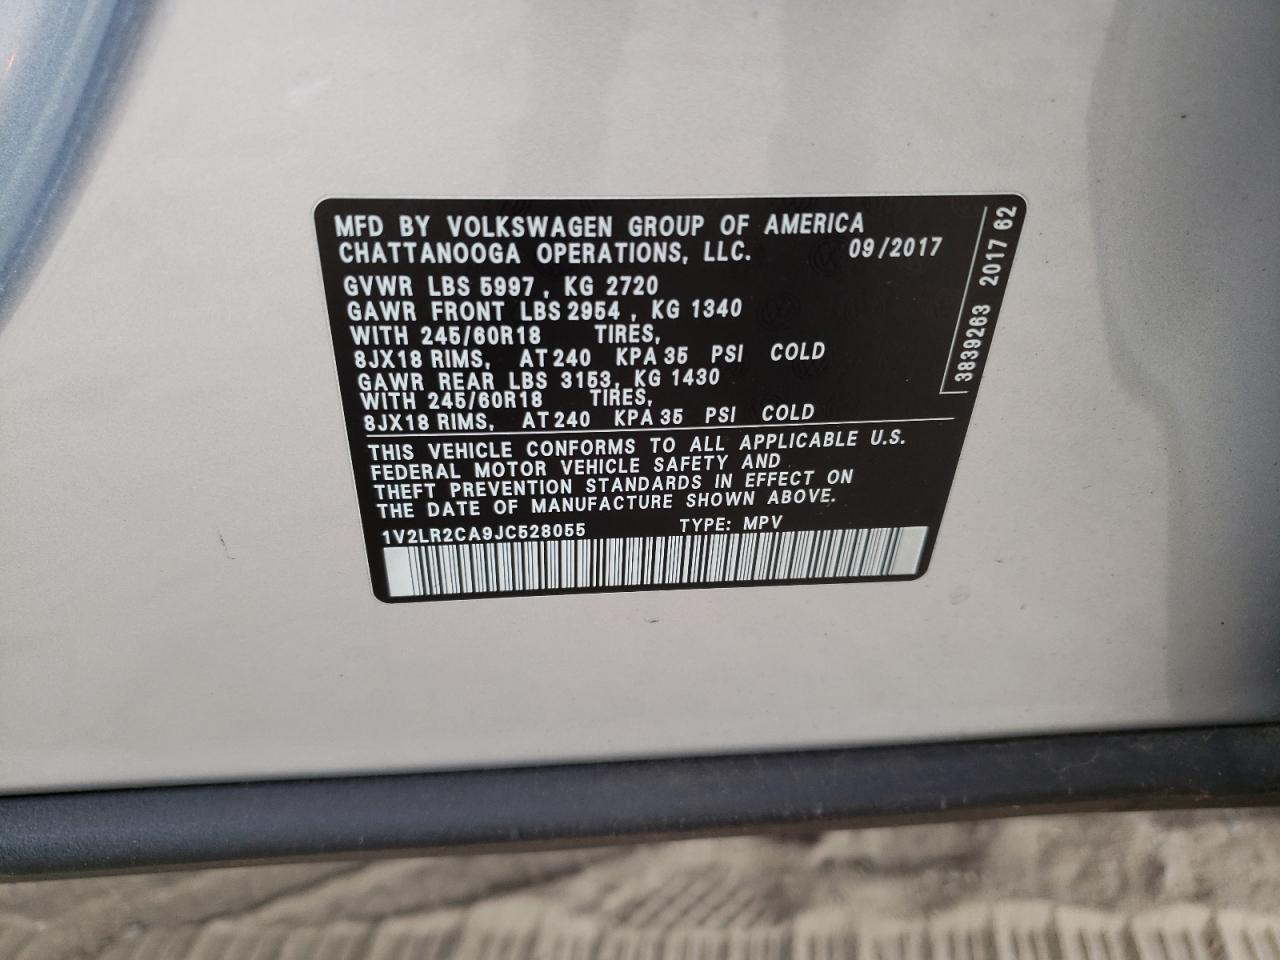 MFD BY VOLKSWAGEN GROUP OF AMERICA
CHATTANOOGA OPERATIONS, LLC. 09/2017
GVWR LBS 5997, KG 2720
GAWR FRONT LBS 2954, KG 1340
WITH 245/60R18 TIRES,
8JX18 RIMS, AT 240 KPA 35 PSI COLD
GAWR REAR LBS 3153, KG 1430
WITH 245/60R18 TIRES,
8JX18 RIMS, AT 240 KPA 35 PSI COLD
THIS VEHICLE CONFORMS TO ALL APPLICABLE U.S.
FEDERAL MOTOR VEHICLE SAFETY AND
THEFT PREVENTION STANDARDS IN EFFECT ON
THE DATE OF MANUFACTURE SHOWN ABOVE.
1V2LR2CA9JC528055 TYPE: MPV
3839263 2017 62